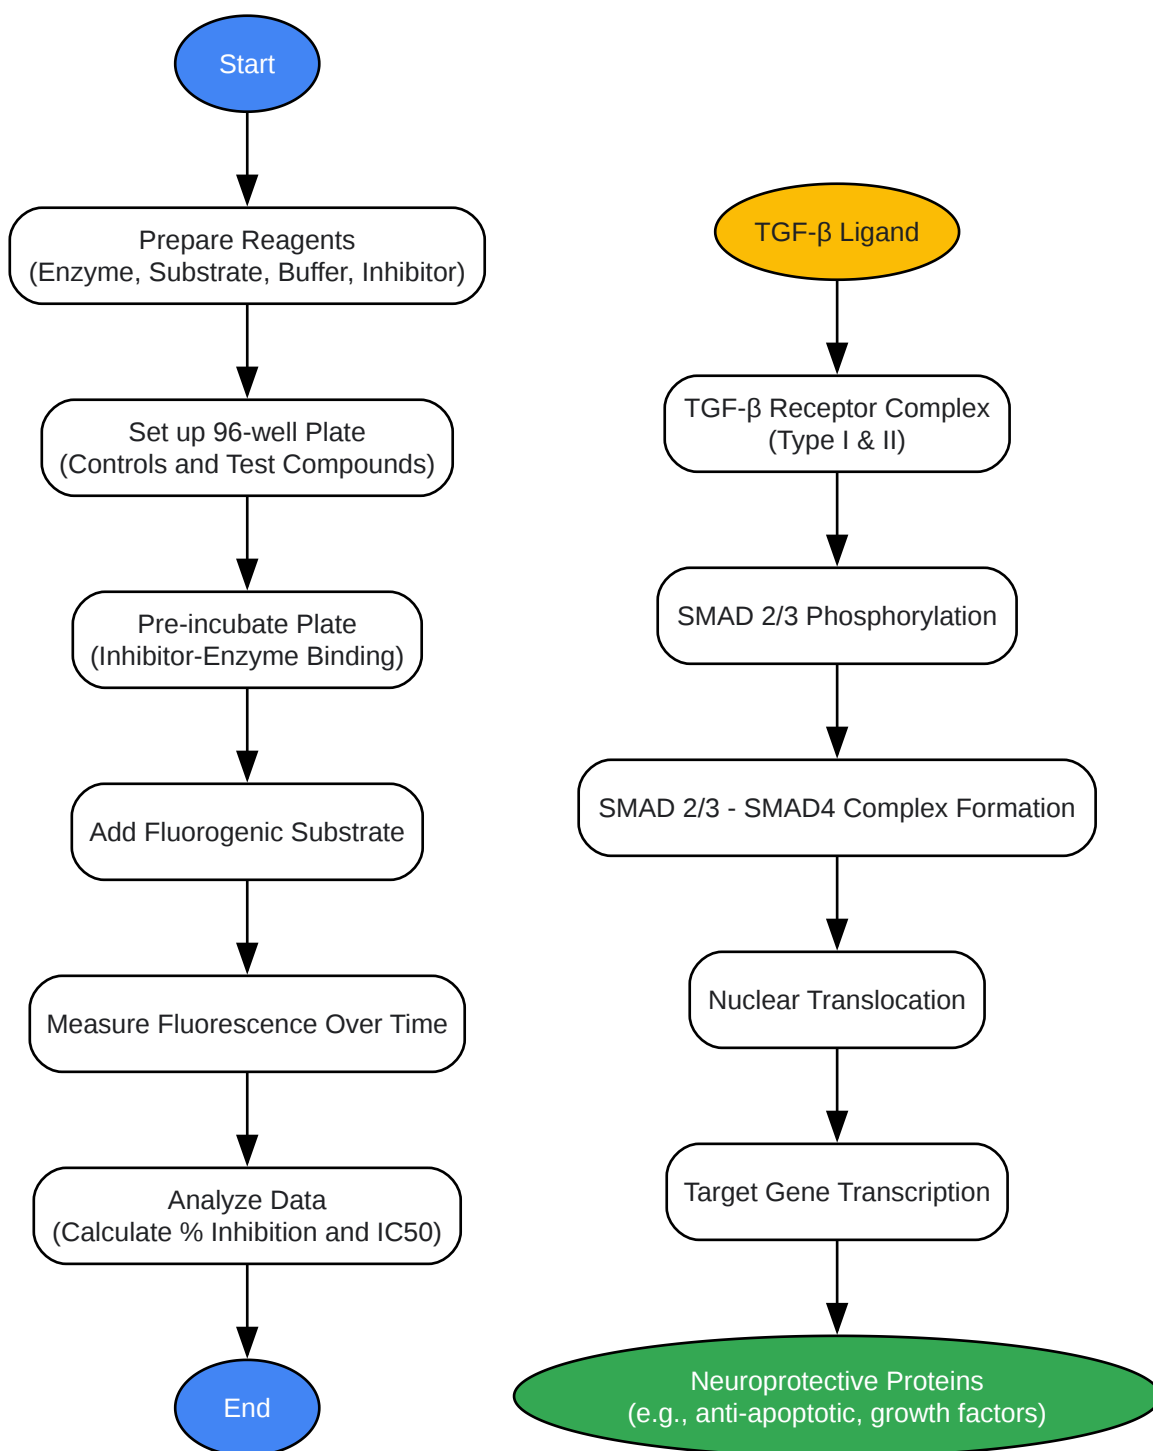 Start
Prepare Reagents
(Enzyme, Substrate, Buffer, Inhibitor)
Set up 96-well Plate
(Controls and Test Compounds)
Pre-incubate Plate
(Inhibitor-Enzyme Binding)
Add Fluorogenic Substrate
Measure Fluorescence Over Time
Analyze Data
(Calculate % Inhibition and IC50)
End
TGF-β Ligand
TGF-β Receptor Complex
(Type I & II)
SMAD 2/3 Phosphorylation
SMAD 2/3 - SMAD4 Complex Formation
Nuclear Translocation
Target Gene Transcription
Neuroprotective Proteins
(e.g., anti-apoptotic, growth factors)